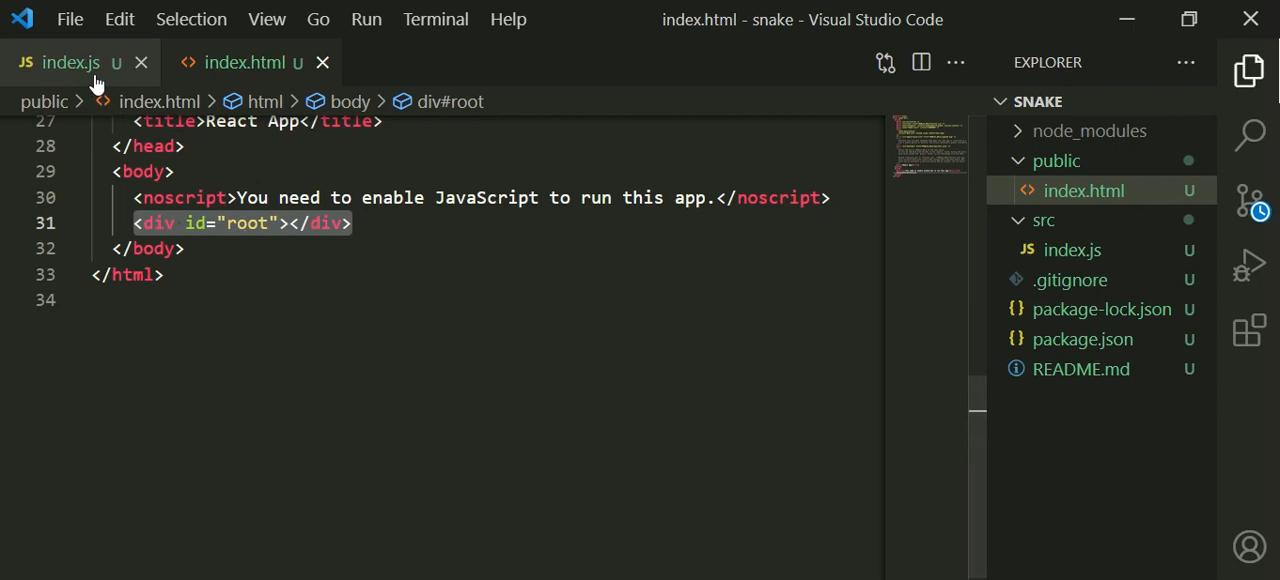 File Edit Selection View Go Run Terminal Help index.html - snake - Visual Studio Code
JS index.js U index.html U
public > index.html > html > body > div#root
27 <title>React App</title>
28 </head>
29 <body>
30 <noscript>You need to enable JavaScript to run this app.</noscript>
31 <div id="root"></div>
32 </body>
33 </html>
34
EXPLORER
SNAKE
node_modules
public
index.html U
src
JS index.js U
.gitignore U
{} package-lock.json U
{} package.json U
README.md U